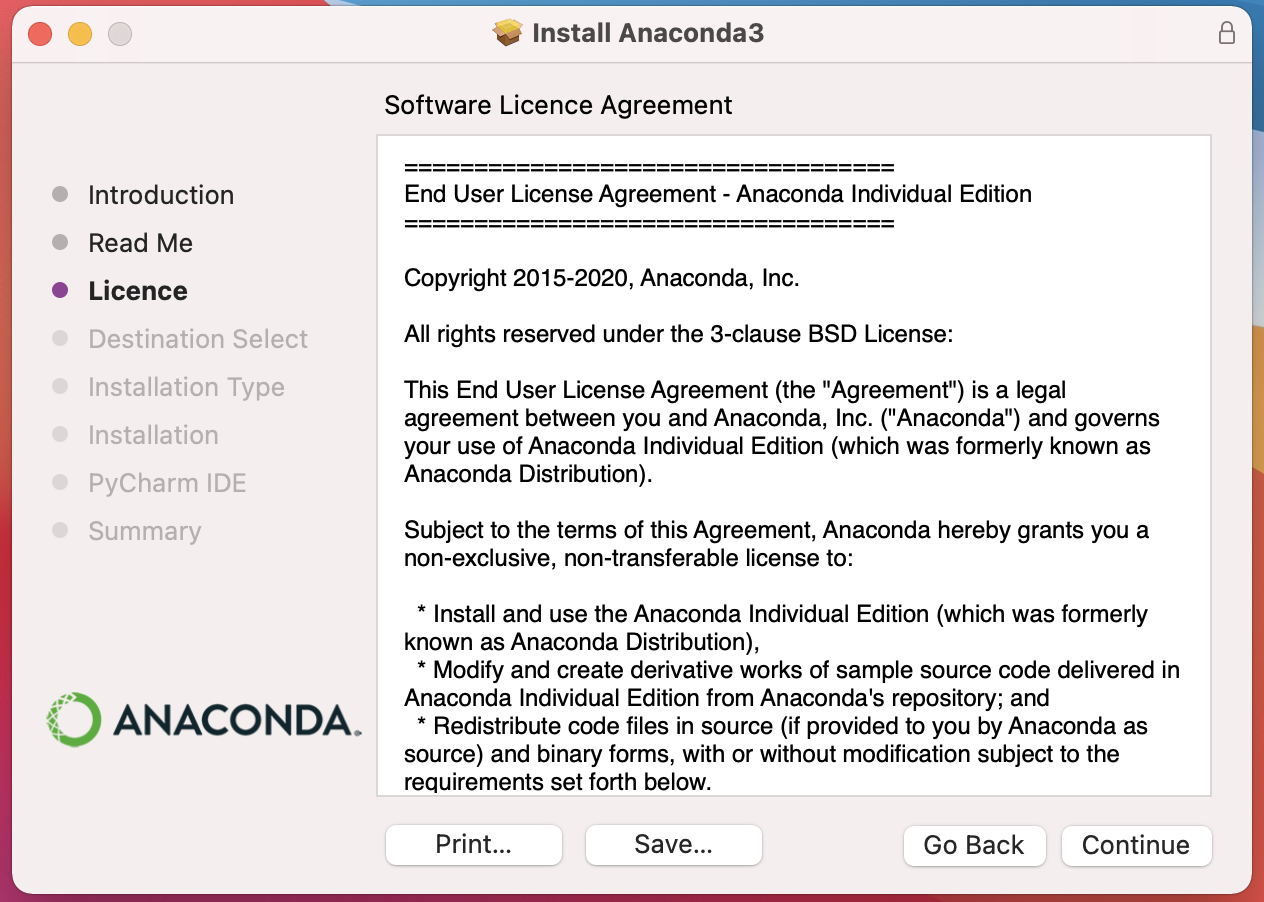 Install Anaconda3
Software Licence Agreement
Introduction
Read Me
Licence
Destination Select
Installation Type
Installation
PyCharm IDE
Summary
ANACONDA.
===================================
End User License Agreement - Anaconda Individual Edition
===================================
Copyright 2015-2020, Anaconda, Inc.
All rights reserved under the 3-clause BSD License:
This End User License Agreement (the "Agreement") is a legal
agreement between you and Anaconda, Inc. ("Anaconda") and governs
your use of Anaconda Individual Edition (which was formerly known as
Anaconda Distribution).
Subject to the terms of this Agreement, Anaconda hereby grants you a
non-exclusive, non-transferable license to:
* Install and use the Anaconda Individual Edition (which was formerly
known as Anaconda Distribution),
* Modify and create derivative works of sample source code delivered in
Anaconda Individual Edition from Anaconda's repository; and
* Redistribute code files in source (if provided to you by Anaconda as
source) and binary forms, with or without modification subject to the
requirements set forth below.
Print...
Save...
Go Back
Continue